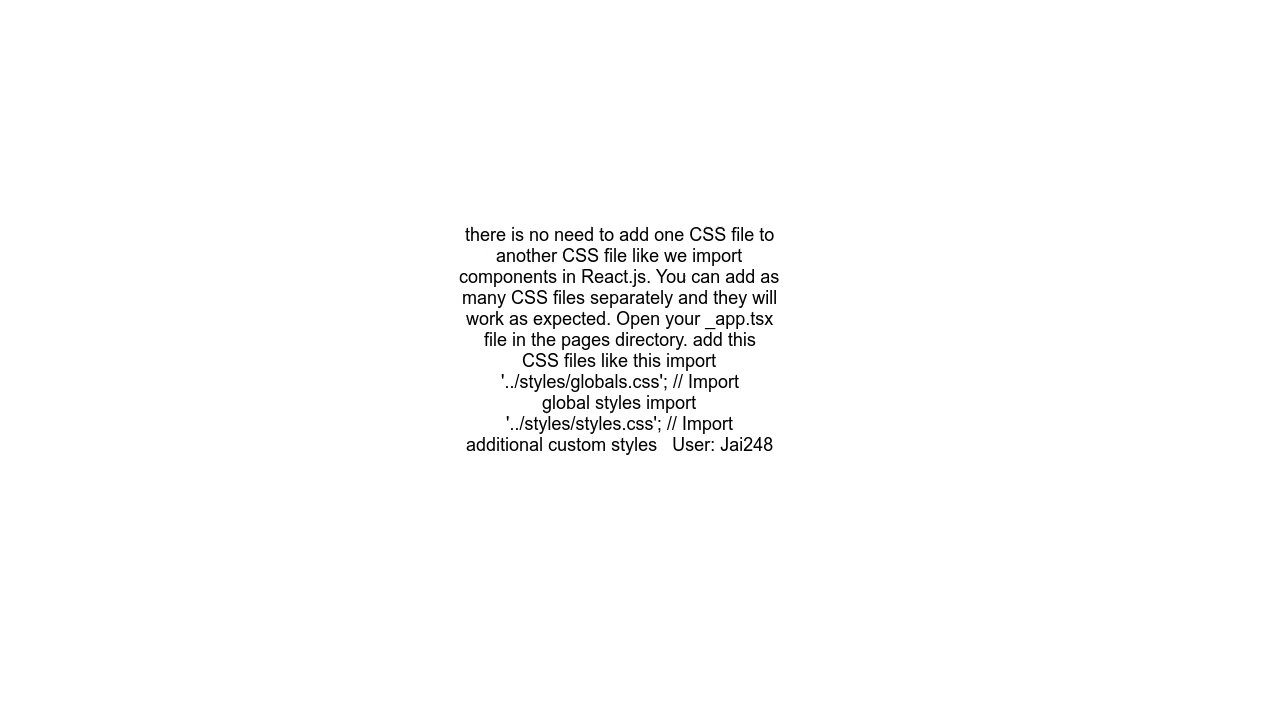 there is no need to add one CSS file to
another CSS file like we import
components in React.js. You can add as
many CSS files separately and they will
work as expected. Open your _app.tsx
file in the pages directory. add this
CSS files like this import
'../styles/globals.css'; // Import
global styles import
'../styles/styles.css'; // Import
additional custom styles   User: Jai248